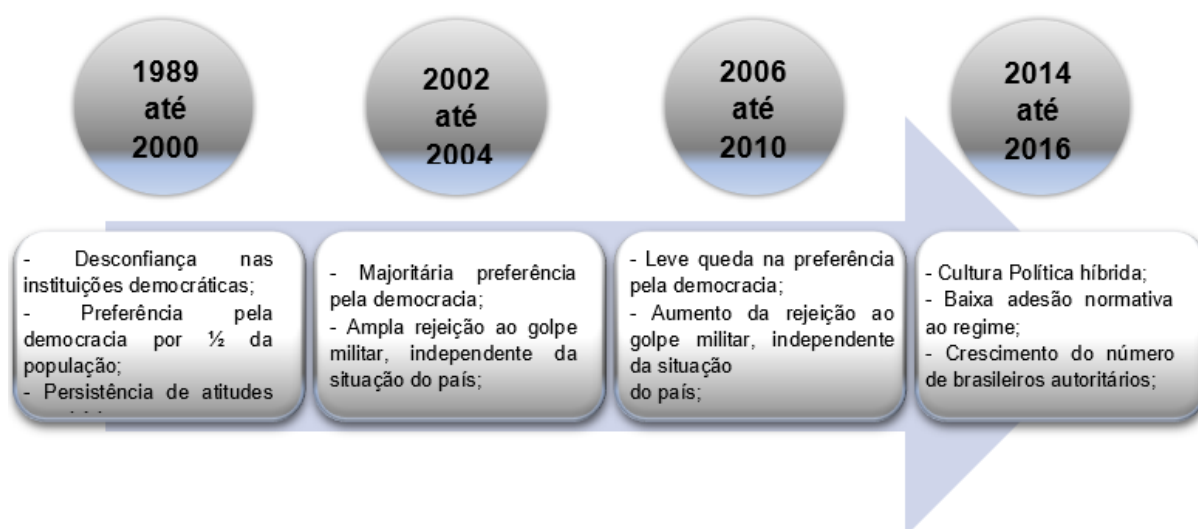 1989
até
2000
2002
até
2004
2006
até
2010
2014
até
2016
- Desconfiança nas
instituições democráticas;
- Preferência pela
democracia por ½ da
população;
- Persistência de atitudes
- Majoritária preferência
pela democracia;
- Ampla rejeição ao golpe
militar, independente da
situação do país;
- Leve queda na preferência
pela democracia;
- Aumento da rejeição ao
golpe militar, independente
da situação
do país;
- Cultura Política híbrida;
- Baixa adesão normativa
ao regime;
- Crescimento do número
de brasileiros autoritários;